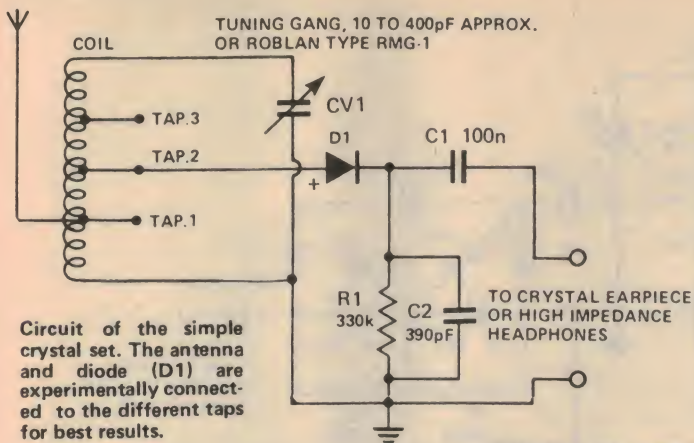 TUNING GANG, 10 TO 400pF APPROX.
OR ROBLAN TYPE RMG-1
COIL
CV1
TAP.3
TAP.2
TAP.1
D1
+
C1 100n
R1
330k
C2
390pF
TO CRYSTAL EARPIECE
OR HIGH IMPEDANCE
HEADPHONES
Circuit of the simple
crystal set. The antenna
and diode (D1) are
experimentally connect-
ed to the different taps
for best results.